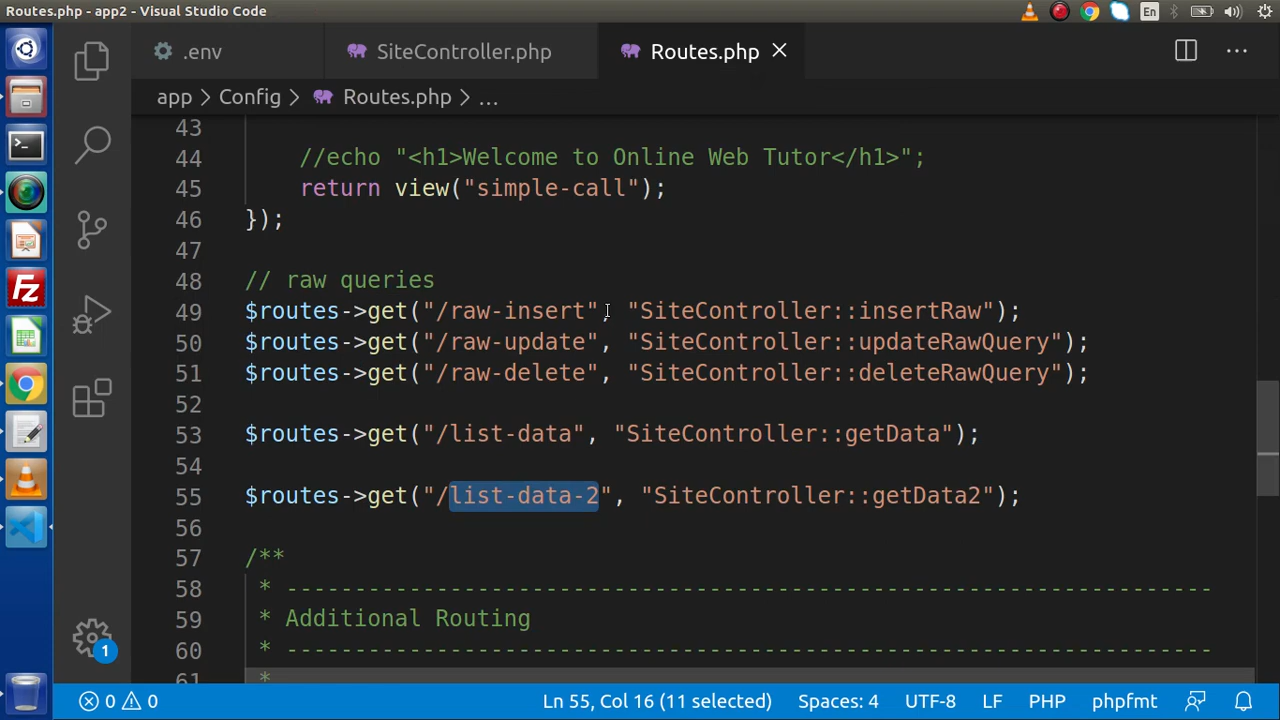 Routes.php - app2 - Visual Studio Code
En
.env
SiteController.php
Routes.php
app > Config > Routes.php > ...
43
44 //echo "<h1>Welcome to Online Web Tutor</h1>";
45 return view("simple-call");
46 });
47
48 // raw queries
49 $routes->get("/raw-insert", "SiteController::insertRaw");
50 $routes->get("/raw-update", "SiteController::updateRawQuery");
51 $routes->get("/raw-delete", "SiteController::deleteRawQuery");
52
53 $routes->get("/list-data", "SiteController::getData");
54
55 $routes->get("/list-data-2", "SiteController::getData2");
56
57 /**
58 * --------------------------------------------------------------------
59 * Additional Routing
60 * --------------------------------------------------------------------
61 *
1
0 0 Ln 55, Col 16 (11 selected) Spaces: 4 UTF-8 LF PHP phpfmt